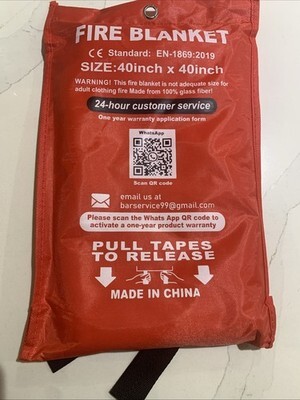 FIRE BLANKET
CE Standard: EN-1869:2019
SIZE:40inch x 40inch
WARNING! This fire blanket is not adequate size for
adult clothing fire Made from 100% glass fiber!
24-hour customer service
One year warranty application form
WhatsApp
Scan QR code
email us at
barservice99@gmail.com
Please scan the Whats App QR code to
activate a one-year product warranty
PULL TAPES
TO RELEASE
MADE IN CHINA